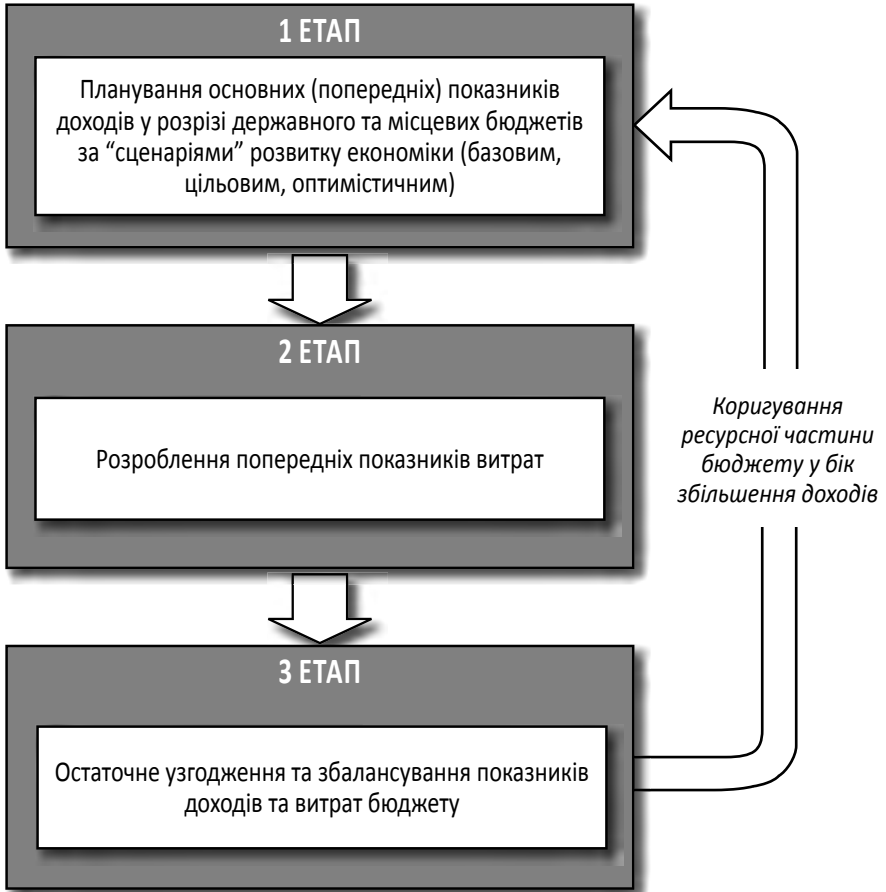 1 ЕТАП
Планування основних (попередніх) показників
доходів у розрізі державного та місцевих бюджетів
за “сценаріями” розвитку економіки (базовим,
цільовим, оптимістичним)
2 ЕТАП
Розроблення попередніх показників витрат
Коригування
ресурсної частини
бюджету у бік
збільшення доходів
3 ЕТАП
Остаточне узгодження та збалансування показників
доходів та витрат бюджету